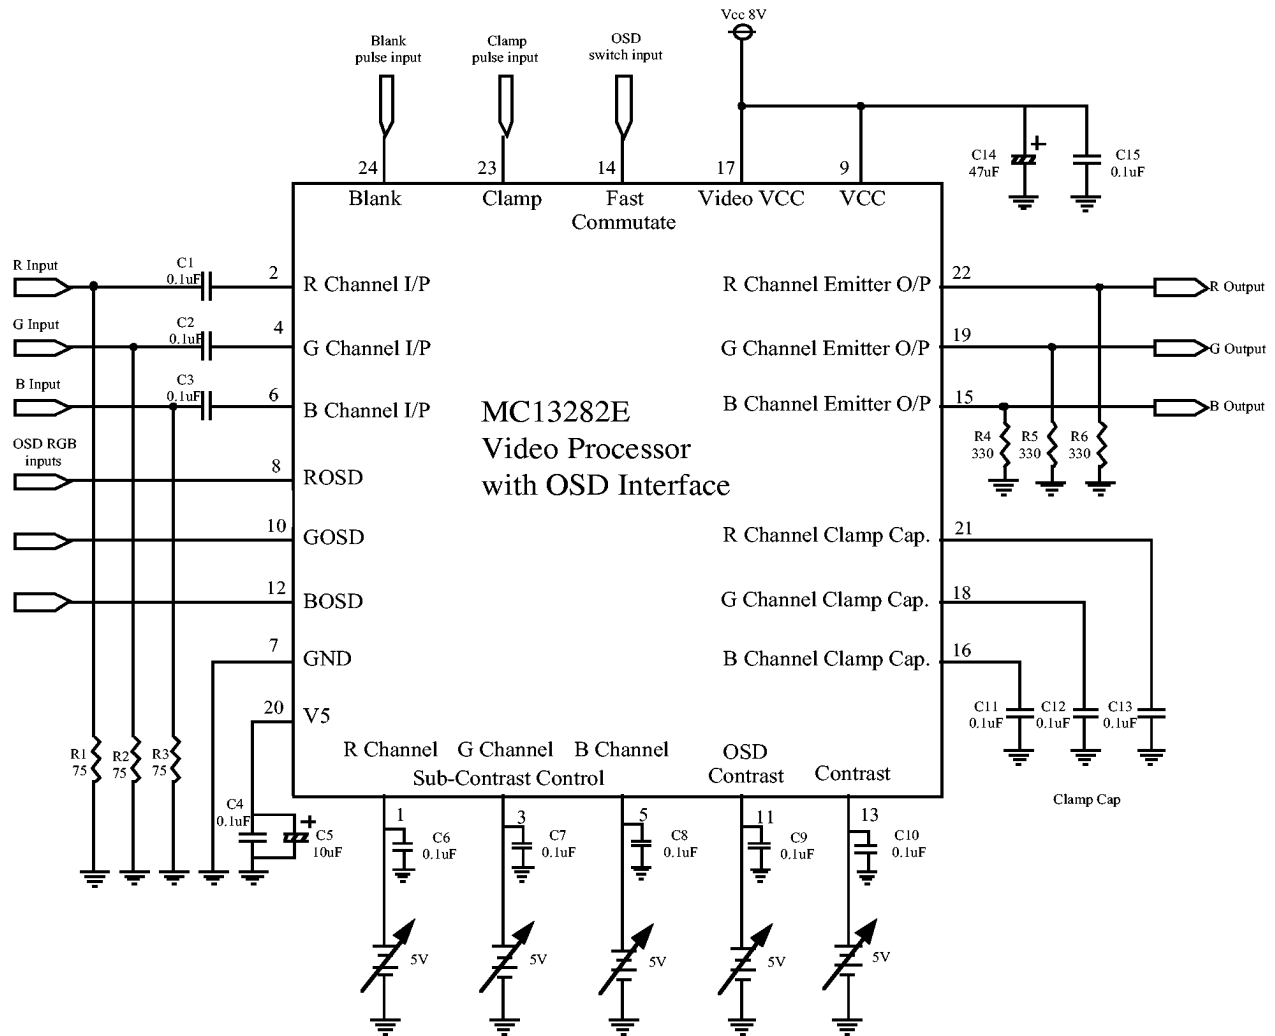 Vcc 8V
Blank
pulse input
Clamp
pulse input
OSD
switch input
24
23
14
17
9
C14
47uF
+
C15
0.1uF
Blank
Clamp
Fast
Commutate
Video VCC
VCC
R Input
C1
0.1uF
2
R Channel I/P
R Channel Emitter O/P
22
R Output
G Input
C2
0.1uF
4
G Channel I/P
G Channel Emitter O/P
19
G Output
B Input
C3
0.1uF
6
B Channel I/P
B Channel Emitter O/P
15
B Output
MC13282E
Video Processor
with OSD Interface
R4
330
R5
330
R6
330
OSD RGB
inputs
8
ROSD
10
GOSD
R Channel Clamp Cap.
21
12
BOSD
G Channel Clamp Cap.
18
7
GND
B Channel Clamp Cap.
16
20
V5
C11
0.1uF
C12
0.1uF
C13
0.1uF
Clamp Cap
R1
75
R2
75
R3
75
R Channel
G Channel
B Channel
Sub-Contrast Control
OSD
Contrast
Contrast
C4
0.1uF
+
C5
10uF
1
C6
0.1uF
3
C7
0.1uF
5
C8
0.1uF
11
C9
0.1uF
13
C10
0.1uF
5V
5V
5V
5V
5V